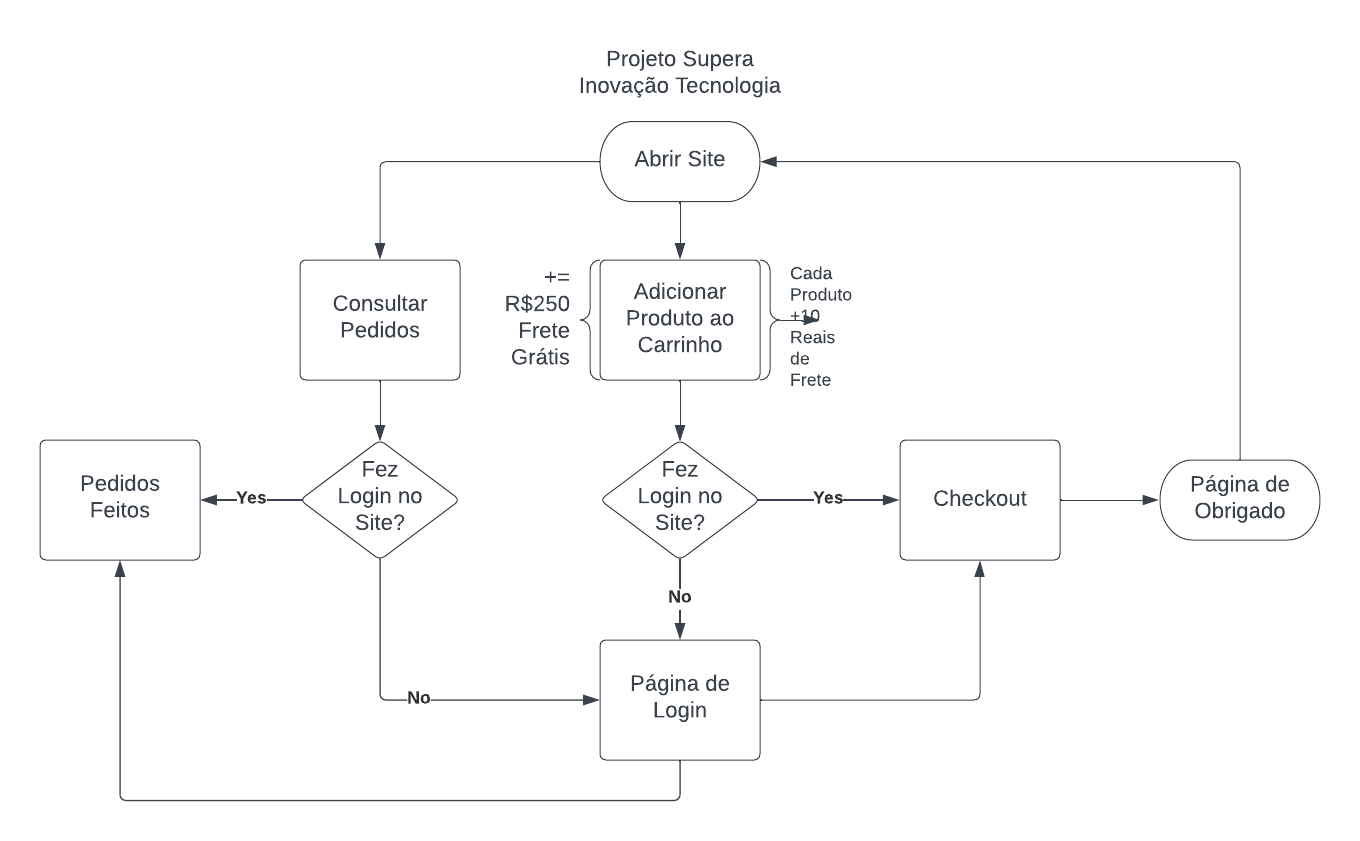 Projeto Supera
Inovação Tecnologia
Abrir Site
Consultar
Pedidos
+=
R$250
Frete
Grátis
Adicionar
Produto ao
Carrinho
Cada
Produto
+10
Reais
de
Frete
Pedidos
Feitos
Yes
Fez
Login no
Site?
Fez
Login no
Site?
Yes
Checkout
Página de
Obrigado
No
No
Página de
Login